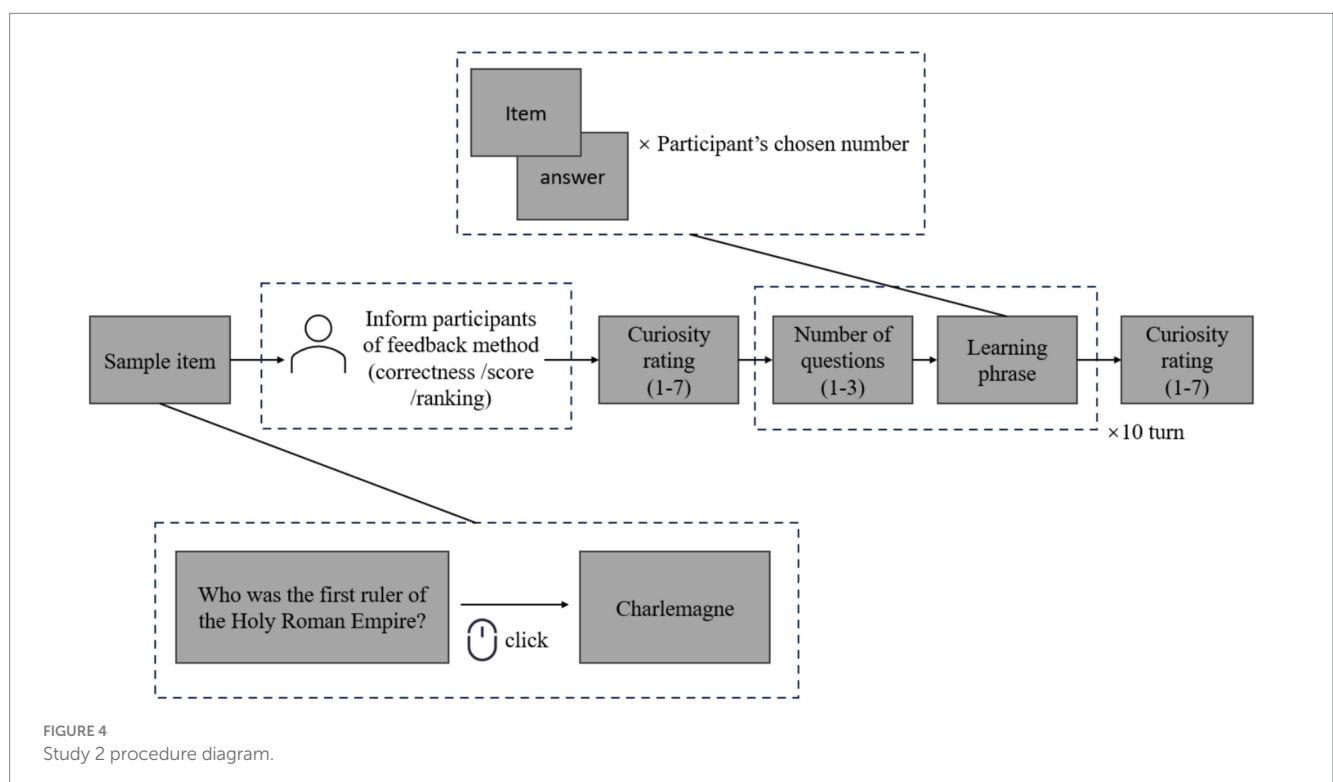 Item
answer
× Participant's chosen number
Sample item
Inform participants
of feedback method
(correctness /score
/ranking)
Curiosity
rating
(1-7)
Number of
questions
(1-3)
Learning
phrase
Curiosity
rating
(1-7)
×10 turn
Who was the first ruler of
the Holy Roman Empire?
click
Charlemagne
FIGURE 4
Study 2 procedure diagram.